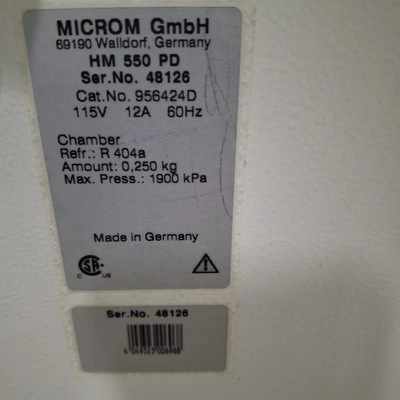 MICROM GmbH
69190 Walldorf, Germany
HM 550 PD
Ser.No. 48126
Cat.No. 956424D
115V 12A 60Hz
Chamber
Refr.: R 404a
Amount: 0,250 kg
Max. Press.: 1900 kPa
Made in Germany
C US
Ser.No. 48126